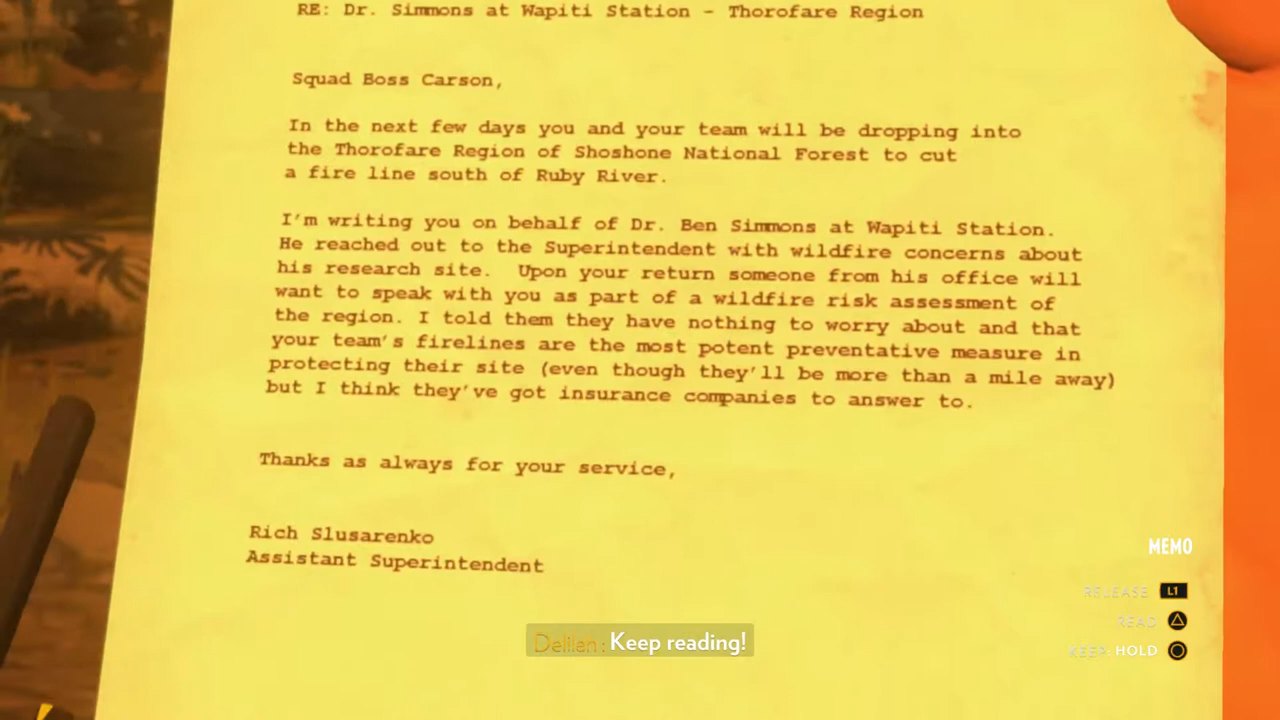 RE: Dr. Simmons at Wapiti Station - Thorofare Region
Squad Boss Carson,
In the next few days you and your team will be dropping into
the Thorofare Region of Shoshone National Forest to cut
a fire line south of Ruby River.
I'm writing you on behalf of Dr. Ben Simmons at Wapiti Station.
He reached out to the Superintendent with wildfire concerns about
his research site.  Upon your return someone from his office will
want to speak with you as part of a wildfire risk assessment of
the region. I told them they have nothing to worry about and that
your team's firelines are the most potent preventative measure in
protecting their site (even though they'll be more than a mile away)
but I think they've got insurance companies to answer to.
Thanks as always for your service,
Rich Slusarenko
Assistant Superintendent
MEMO
RELEASE L1
READ
KEEP: HOLD
Delilah: Keep reading!